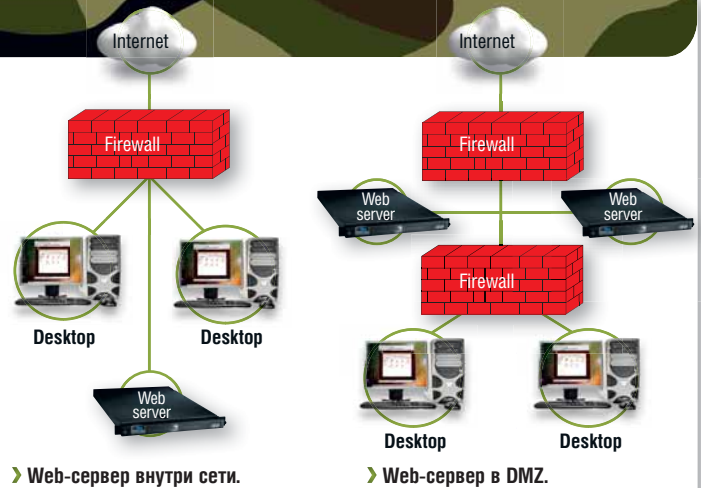 Internet
Firewall
Desktop
Desktop
Web
server
❯ Web-сервер внутри сети.
Internet
Firewall
Web
server
Web
server
Firewall
Desktop
Desktop
❯ Web-сервер в DMZ.